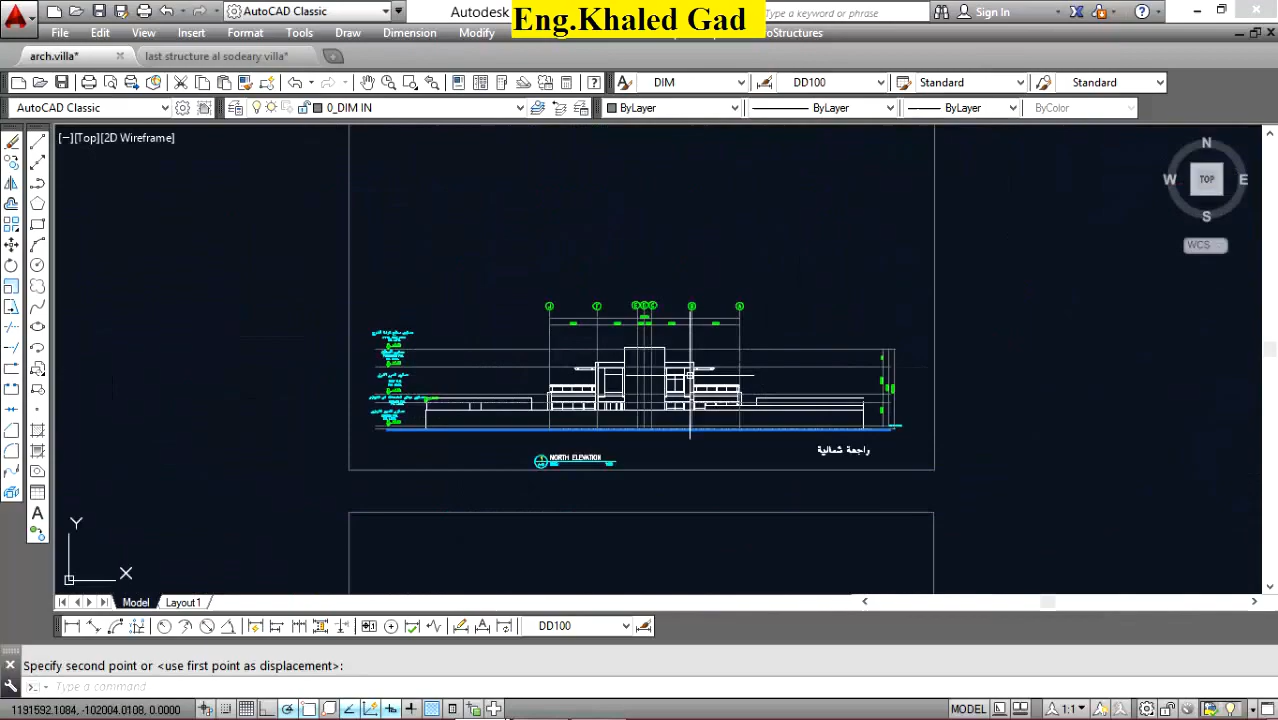 AutoCAD Classic
Autodesk
Eng.Khaled Gad
Type a keyword or phrase
Sign In
File Edit View Insert Format Tools Draw Dimension Modify
arch.villa*
last structure al sodeary villa*
DIM
DD100
Standard
Standard
AutoCAD Classic
0_DIM IN
ByLayer
ByLayer
ByLayer
ByColor
[−][Top][2D Wireframe]
N
W
TOP
E
S
WCS
NORTH ELEVATION
واجهة شمالية
Y
X
Model
Layout1
DD100
Specify second point or <use first point as displacement>:
Type a command
1191592.1084, -102004.0108, 0.0000
MODEL
1:1